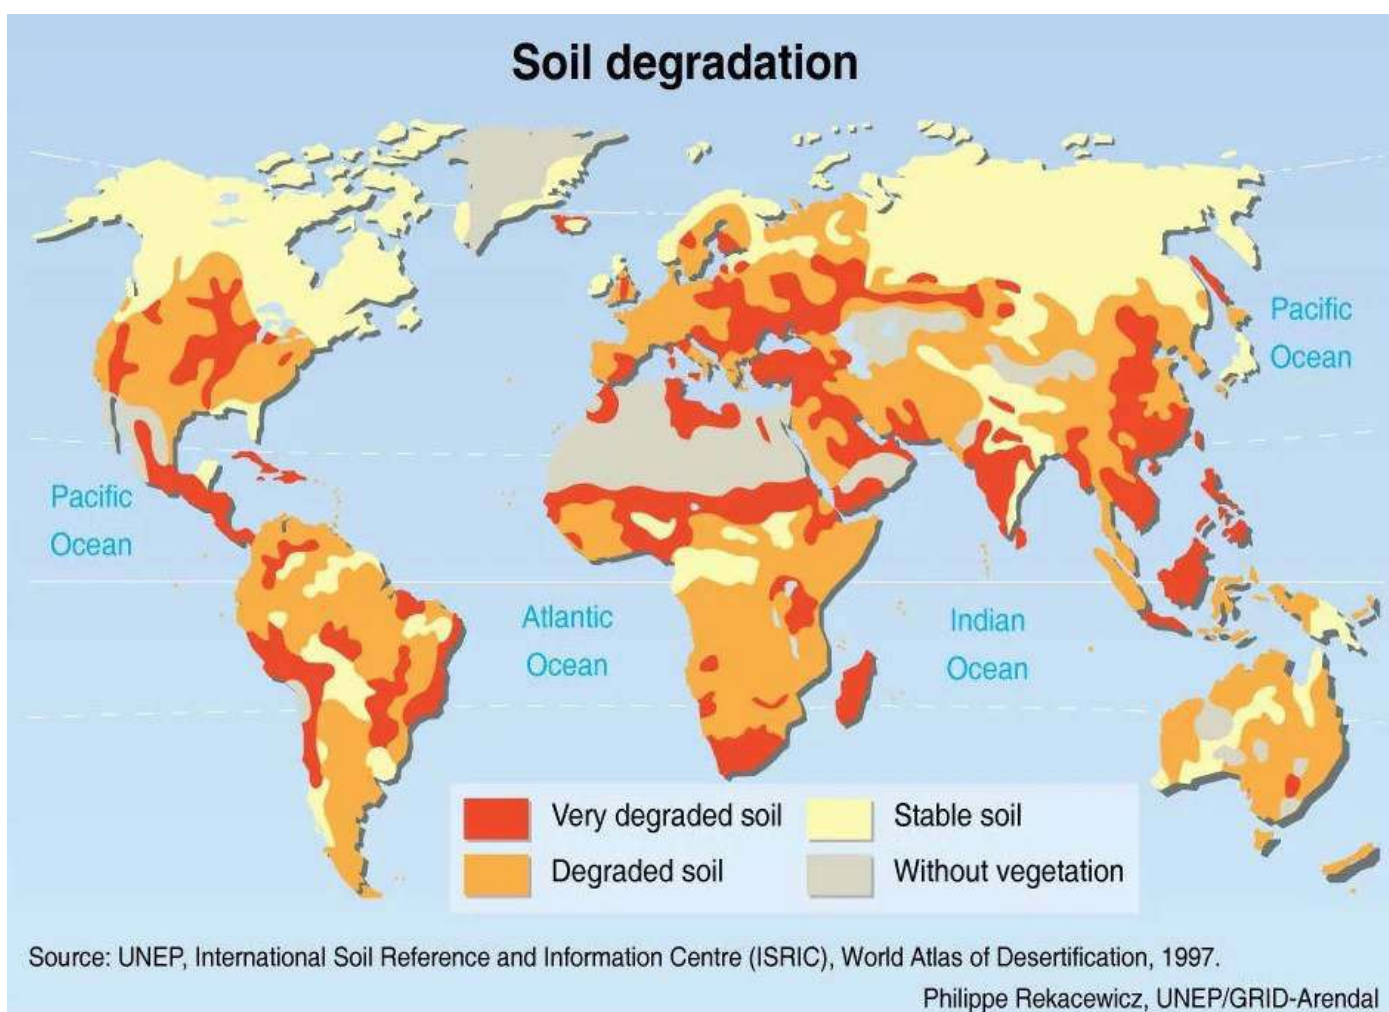 Soil degradation
Pacific
Ocean
Pacific
Ocean
Atlantic
Ocean
Indian
Ocean
Very degraded soil
Stable soil
Degraded soil
Without vegetation
Source: UNEP, International Soil Reference and Information Centre (ISRIC), World Atlas of Desertification, 1997.
Philippe Rekacewicz, UNEP/GRID-Arendal